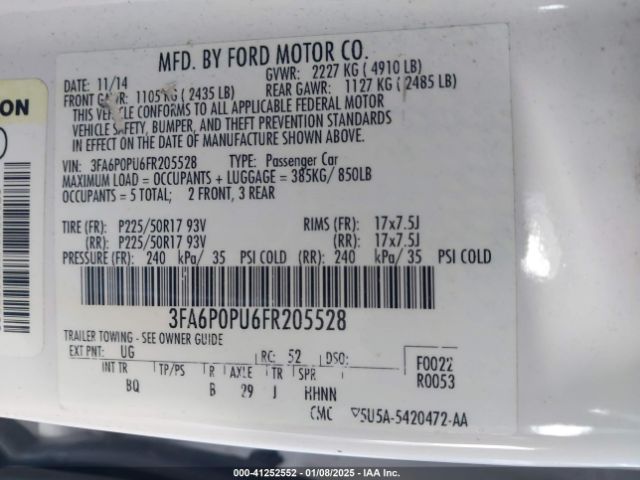 MFD. BY FORD MOTOR CO.
DATE: 11/14 GVWR: 2227 KG ( 4910 LB)
FRONT GAWR: 1105 KG ( 2435 LB) REAR GAWR: 1127 KG ( 2485 LB)
THIS VEHICLE CONFORMS TO ALL APPLICABLE FEDERAL MOTOR
VEHICLE SAFETY, BUMPER, AND THEFT PREVENTION STANDARDS
IN EFFECT ON THE DATE OF MANUFACTURE SHOWN ABOVE.
VIN: 3FA6P0PU6FR205528 TYPE: Passenger Car
MAXIMUM LOAD = OCCUPANTS + LUGGAGE = 385KG/ 850LB
OCCUPANTS = 5 TOTAL; 2 FRONT, 3 REAR
TIRE (FR): P225/50R17 93V RIMS (FR): 17x7.5J
(RR): P225/50R17 93V (RR): 17x7.5J
PRESSURE (FR): 240 kPa/ 35 PSI COLD (RR): 240 kPa/ 35 PSI COLD
3FA6P0PU6FR205528
TRAILER TOWING - SEE OWNER GUIDE
EXT PNT: UG RC: 52 DSO: F0022
INT TR TP/PS R AXLE TR SPR R0053
BQ B 29 J HHNN
CMC ▽5U5A-5420472-AA
000-41252552 - 01/08/2025 - IAA Inc.